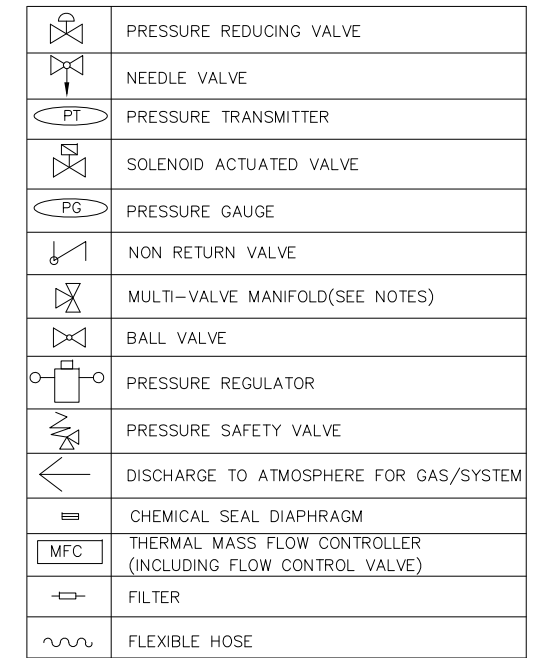 PRESSURE REDUCING VALVE
NEEDLE VALVE
PT PRESSURE TRANSMITTER
SOLENOID ACTUATED VALVE
PG PRESSURE GAUGE
NON RETURN VALVE
MULTI-VALVE MANIFOLD(SEE NOTES)
BALL VALVE
PRESSURE REGULATOR
PRESSURE SAFETY VALVE
DISCHARGE TO ATMOSPHERE FOR GAS/SYSTEM
CHEMICAL SEAL DIAPHRAGM
MFC THERMAL MASS FLOW CONTROLLER
(INCLUDING FLOW CONTROL VALVE)
FILTER
FLEXIBLE HOSE